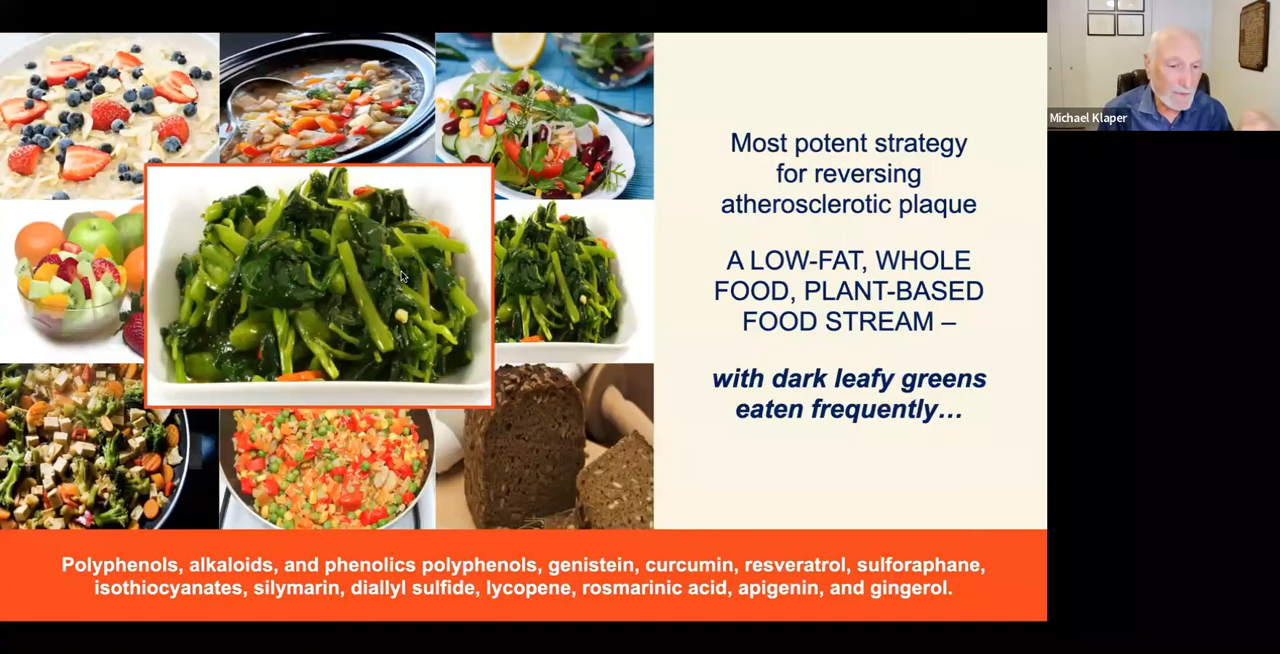 Michael Klaper
Most potent strategy
for reversing
atherosclerotic plaque
A LOW-FAT, WHOLE
FOOD, PLANT-BASED
FOOD STREAM –
with dark leafy greens
eaten frequently…
Polyphenols, alkaloids, and phenolics polyphenols, genistein, curcumin, resveratrol, sulforaphane,
isothiocyanates, silymarin, diallyl sulfide, lycopene, rosmarinic acid, apigenin, and gingerol.